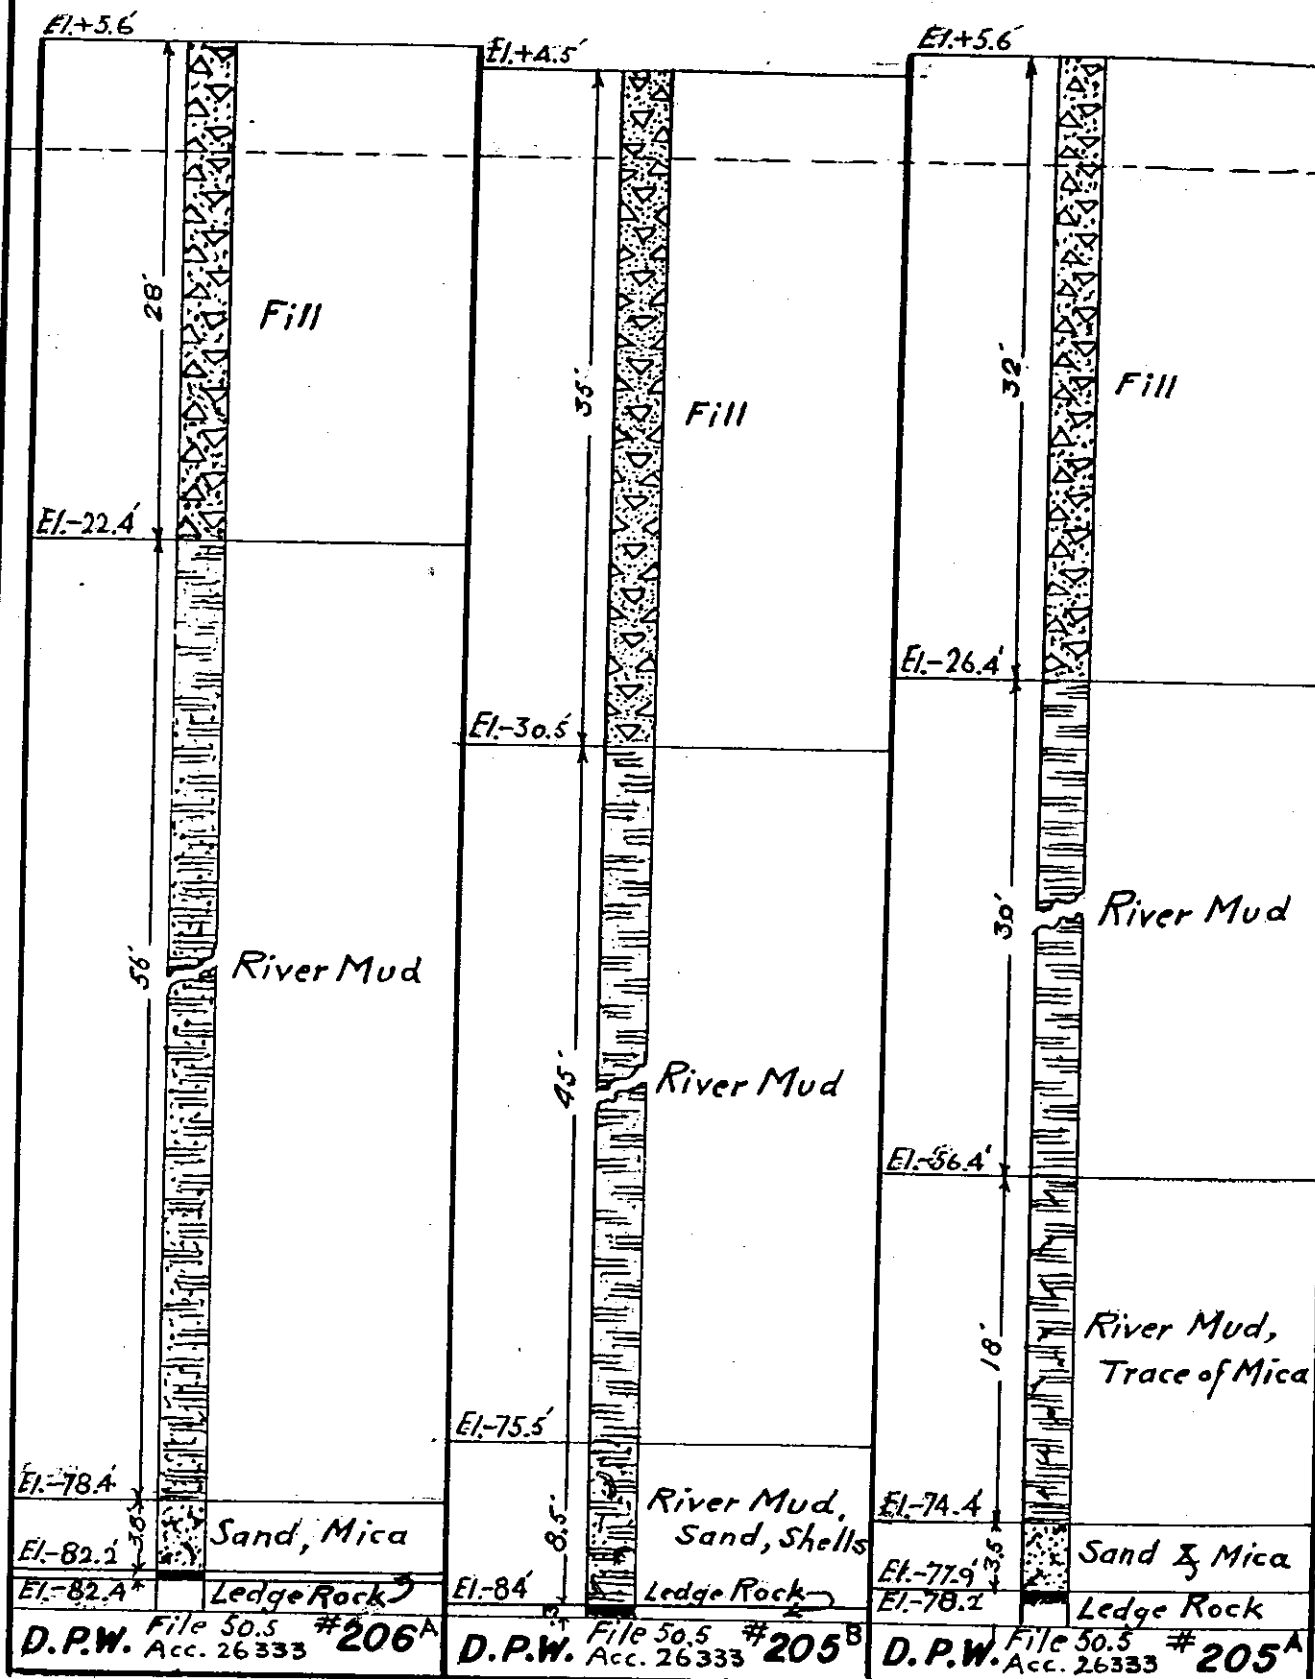 El.+5.6'
28'
Fill
El.-22.4'
56'
River Mud
El.-78.4'
3.8'
Sand, Mica
El.-82.2'
El.-82.4'
Ledge Rock
D.P.W. File 50.5 #206A
Acc. 26333
El.+4.5'
35'
Fill
El.-30.5'
45'
River Mud
El.-75.5'
8.5'
River Mud,
Sand, Shells
El.-84'
Ledge Rock
D.P.W. File 50.5 #205B
Acc. 26333
El.+5.6'
32'
Fill
El.-26.4'
30'
River Mud
El.-56.4'
18'
River Mud,
Trace of Mica
El.-74.4'
3.5'
Sand & Mica
El.-77.9'
El.-78.2'
Ledge Rock
D.P.W. File 50.5 #205A
Acc. 26333